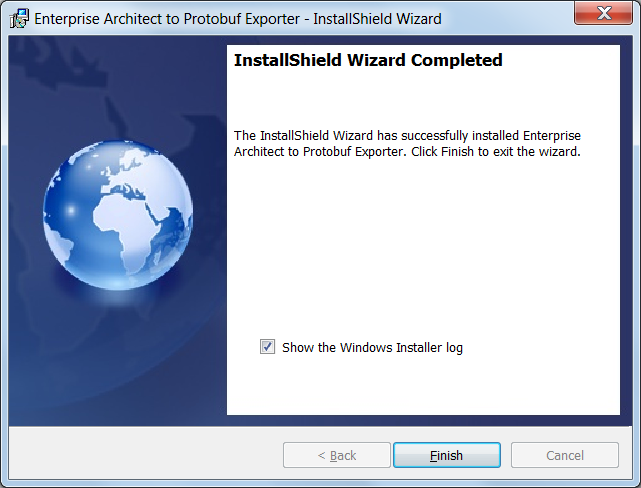 Enterprise Architect to Protobuf Exporter - InstallShield Wizard
InstallShield Wizard Completed
The InstallShield Wizard has successfully installed Enterprise
Architect to Protobuf Exporter. Click Finish to exit the wizard.
Show the Windows Installer log
< Back
Finish
Cancel